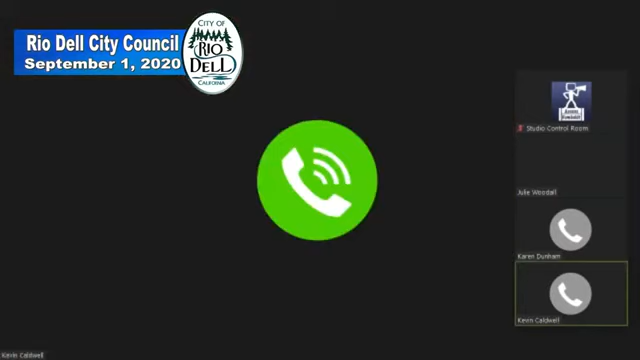 Rio Dell City Council
September 1, 2020
CITY OF
RIO
DELL
CALIFORNIA
Studio Control Room
Julie Woodall
Karen Dunham
Kevin Caldwell
Kevin Caldwell